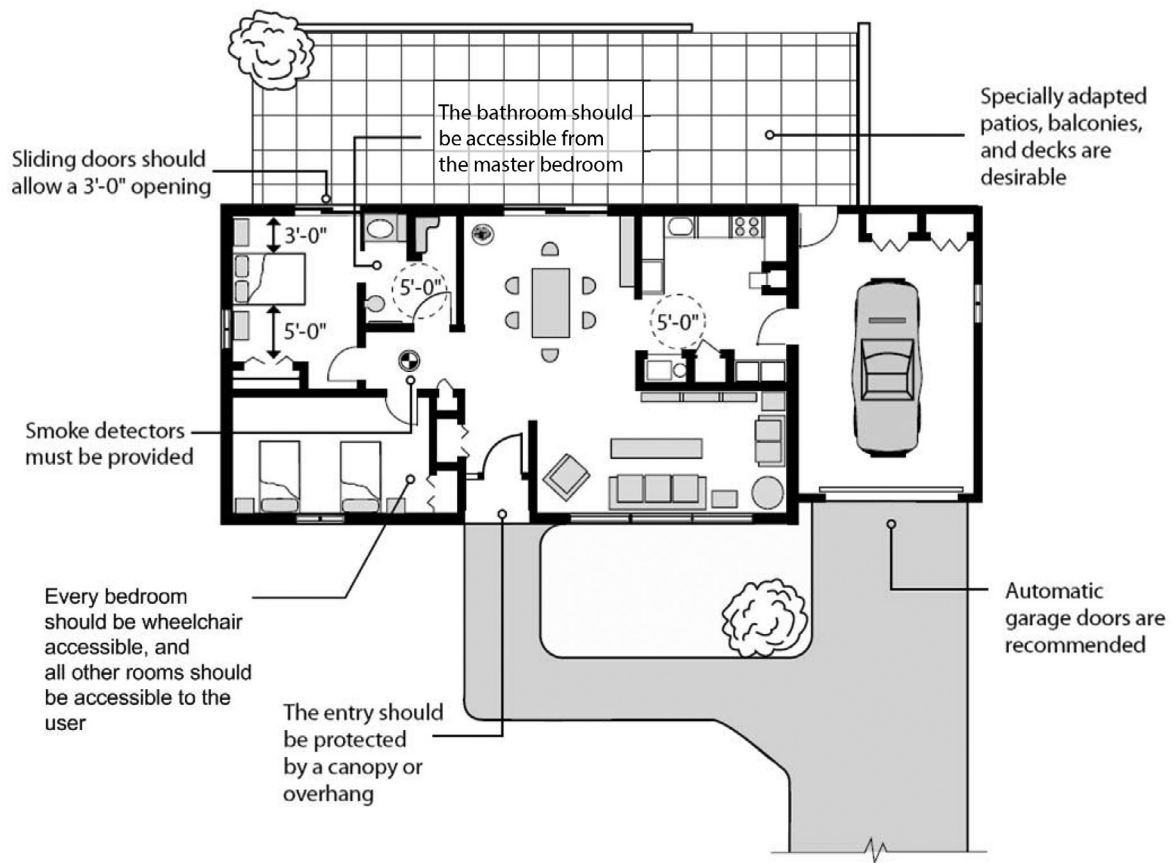 The bathroom should
be accessible from
the master bedroom
Specially adapted
patios, balconies,
and decks are
desirable
Sliding doors should
allow a 3'-0" opening
3'-0"
5'-0"
5'-0"
5'-0"
Smoke detectors
must be provided
Every bedroom
should be wheelchair
accessible, and
all other rooms should
be accessible to the
user
The entry should
be protected
by a canopy or
overhang
Automatic
garage doors are
recommended